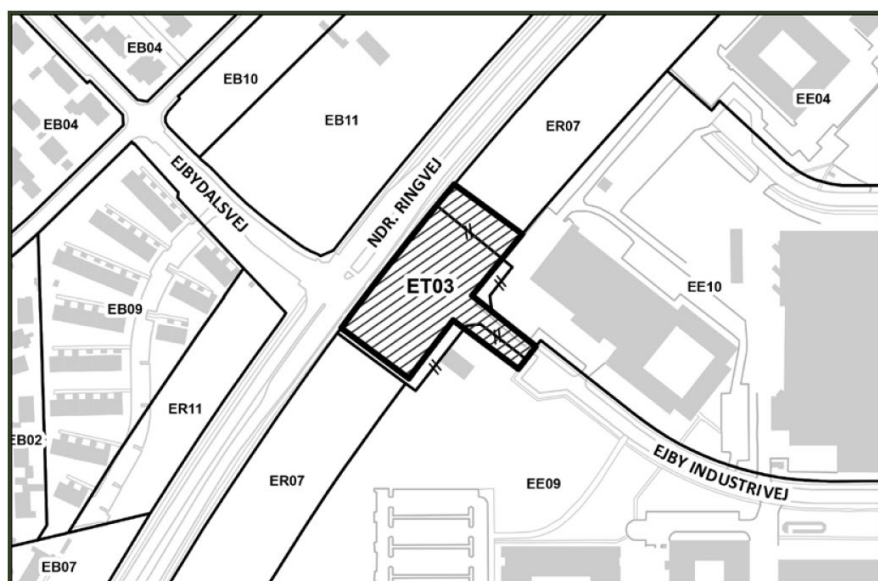 EB04
EB10
EE04
EB04
EB11
ER07
EJBYDALSVEJ
NDR. RINGVEJ
ET03
EE10
EB09
ER11
EB02
ER07
EE09
EJBY INDUSTRIVEJ
EB07